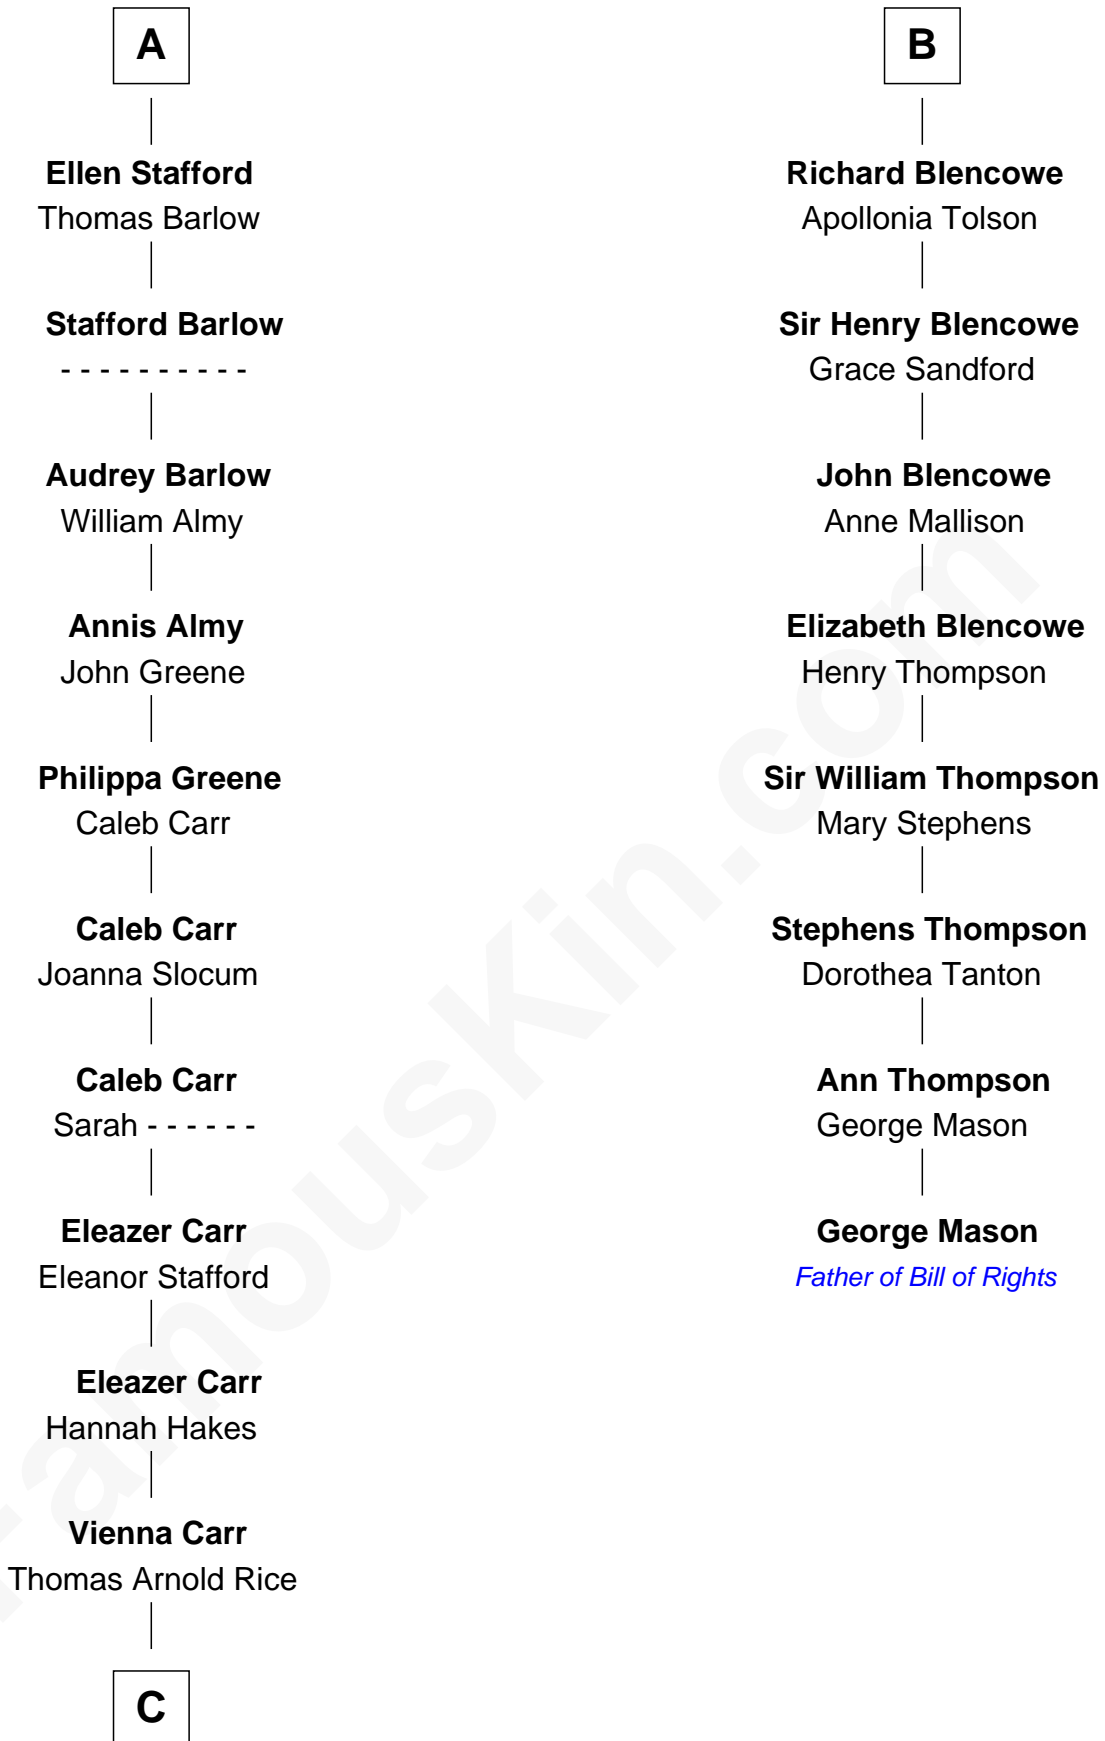 A
Ellen Stafford
Thomas Barlow
Stafford Barlow
- - - - - - - - - -
Audrey Barlow
William Almy
Annis Almy
John Greene
Philippa Greene
Caleb Carr
Caleb Carr
Joanna Slocum
Caleb Carr
Sarah - - - - - -
Eleazer Carr
Eleanor Stafford
Eleazer Carr
Hannah Hakes
Vienna Carr
Thomas Arnold Rice
C
B
Richard Blencowe
Apollonia Tolson
Sir Henry Blencowe
Grace Sandford
John Blencowe
Anne Mallison
Elizabeth Blencowe
Henry Thompson
Sir William Thompson
Mary Stephens
Stephens Thompson
Dorothea Tanton
Ann Thompson
George Mason
George Mason
Father of Bill of Rights
FamousKin.com